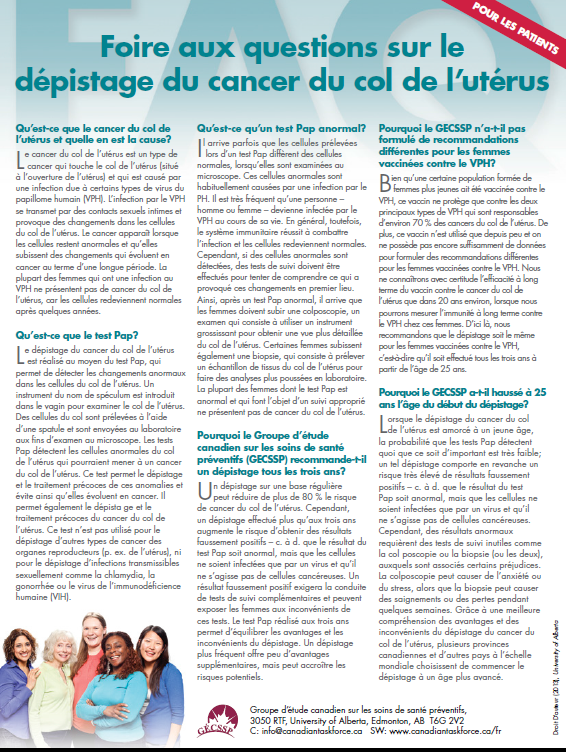 FAQ
POUR LES PATIENTS
Foire aux questions sur le
dépistage du cancer du col de l'utérus
Qu'est-ce que le cancer du col de
l'utérus et quelle en est la cause?
Le cancer du col de l'utérus est un type de
cancer qui touche le col de l'utérus (situé
à l'ouverture de l'utérus) et qui est causé par
une infection due à certains types de virus du
papillome humain (VPH). L'infection par le VPH
se transmet par des contacts sexuels intimes et
provoque des changements dans les cellules
du col de l'utérus. Le cancer apparaît lorsque
les cellules restent anormales et qu'elles
subissent des changements qui évoluent en
cancer au terme d'une longue période. La
plupart des femmes qui ont une infection au
VPH ne présentent pas de cancer du col de
l'utérus, car les cellules redeviennent normales
après quelques années.
Qu'est-ce que le test Pap?
Le dépistage du cancer du col de l'utérus
est réalisé au moyen du test Pap, qui
permet de détecter les changements anormaux
dans les cellules du col de l'utérus. Un
instrument du nom de spéculum est introduit
dans le vagin pour examiner le col de l'utérus.
Des cellules du col sont prélevées à l'aide
d'une spatule et sont envoyées au laboratoire
aux fins d'examen au microscope. Les tests
Pap détectent les cellules anormales du col
de l'utérus qui pourraient mener à un cancer
du col de l'utérus. Ce test permet le dépistage
et le traitement précoces de ces anomalies et
évite ainsi qu'elles évoluent en cancer. Il
permet également le dépista ge et le
traitement précoces du cancer du col de
l'utérus. Ce test n'est pas utilisé pour le
dépistage d'autres types de cancer des
organes reproducteurs (p. ex. de l'utérus), ni
pour le dépistage d'infections transmissibles
sexuellement comme la chlamydia, la
gonorrhée ou le virus de l'immunodéficience
humaine (VIH).
Qu'est-ce qu'un test Pap anormal?
Il arrive parfois que les cellules prélevées
lors d'un test Pap diffèrent des cellules
normales, lorsqu'elles sont examinées au
microscope. Ces cellules anormales sont
habituellement causées par une infection par le
PH. Il est très fréquent qu'une personne –
homme ou femme – devienne infectée par le
VPH au cours de sa vie. En général, toutefois,
le système immunitaire réussit à combattre
l'infection et les cellules redeviennent normales.
Cependant, si des cellules anormales sont
détectées, des tests de suivi doivent être
effectués pour tenter de comprendre ce qui a
provoqué ces changements en premier lieu.
Ainsi, après un test Pap anormal, il arrive que
les femmes doivent subir une colposcopie, un
examen qui consiste à utiliser un instrument
grossissant pour obtenir une vue plus détaillée
du col de l'utérus. Certaines femmes subissent
également une biopsie, qui consiste à prélever
un échantillon de tissus du col de l'utérus pour
faire des analyses plus poussées en laboratoire.
La plupart des femmes dont le test Pap est
anormal et qui font l'objet d'un suivi approprié
ne présentent pas de cancer du col de l'utérus.
Pourquoi le Groupe d'étude
canadien sur les soins de santé
préventifs (GECSSP) recommande-t-il
un dépistage tous les trois ans?
Un dépistage sur une base régulière
peut réduire de plus de 80 % le risque
de cancer du col de l'utérus. Cependant,
un dépistage effectué plus qu'aux trois ans
augmente le risque d'obtenir des résultats
faussement positifs – c. à d. que le résultat du
test Pap soit anormal, mais que les cellules
ne soient infectées que par un virus et qu'il
ne s'agisse pas de cellules cancéreuses. Un
résultat faussement positif exigera la conduite
de tests de suivi complémentaires et peuvent
exposer les femmes aux inconvénients de
ces tests. Le test Pap réalisé aux trois ans
permet d'équilibrer les avantages et les
inconvénients du dépistage. Un dépistage
plus fréquent offre peu d'avantages
supplémentaires, mais peut accroître les
risques potentiels.
Pourquoi le GECSSP n'a-t-il pas
formulé de recommandations
différentes pour les femmes
vaccinées contre le VPH?
Bien qu'une certaine population formée de
femmes plus jeunes ait été vaccinée contre le
VPH, ce vaccin ne protège que contre les deux
principaux types de VPH qui sont responsables
d'environ 70 % des cancers du col de l'utérus. De
plus, ce vaccin n'est utilisé que depuis peu et on
ne possède pas encore suffisamment de données
pour formuler des recommandations différentes
pour les femmes vaccinées contre le VPH. Nous
ne connaîtrons avec certitude l'efficacité à long
terme du vaccin contre le cancer du col de
l'utérus que dans 20 ans environ, lorsque nous
pourrons mesurer l'immunité à long terme contre
le VPH chez ces femmes. D'ici là, nous
recommandons que le dépistage soit le même
pour les femmes vaccinées contre le VPH,
c'est-à-dire qu'il soit effectué tous les trois ans à
partir de l'âge de 25 ans.
Pourquoi le GECSSP a-t-il haussé à 25
ans l'âge du début du dépistage?
Lorsque le dépistage du cancer du col
de l'utérus est amorcé à un jeune âge,
la probabilité que les tests Pap détectent
quoi que ce soit d'important est très faible;
un tel dépistage comporte en revanche un
risque très élevé de résultats faussement
positifs – c. à d. que le résultat du test
Pap soit anormal, mais que les cellules ne
soient infectées que par un virus et qu'il
ne s'agisse pas de cellules cancéreuses.
Cependant, des résultats anormaux
requièrent des tests de suivi inutiles comme
la col poscopie ou la biopsie (ou les deux),
auxquels sont associés certains préjudices.
La colposcopie peut causer de l'anxiété ou
du stress, alors que la biopsie peut causer
des saignements ou des pertes pendant
quelques semaines. Grâce à une meilleure
compréhension des avantages et des
inconvénients du dépistage du cancer du
col de l'utérus, plusieurs provinces
canadiennes et d'autres pays à l'échelle
mondiale choisissent de commencer le
dépistage à un âge plus avancé.
Droit D'auteur (2013), University of Alberta
GECSSP
Groupe d'étude canadien sur les soins de santé préventifs,
3050 RTF, University of Alberta, Edmonton, AB T6G 2V2
C: info@canadiantaskforce.ca SW: www.canadiantaskforce.ca/fr